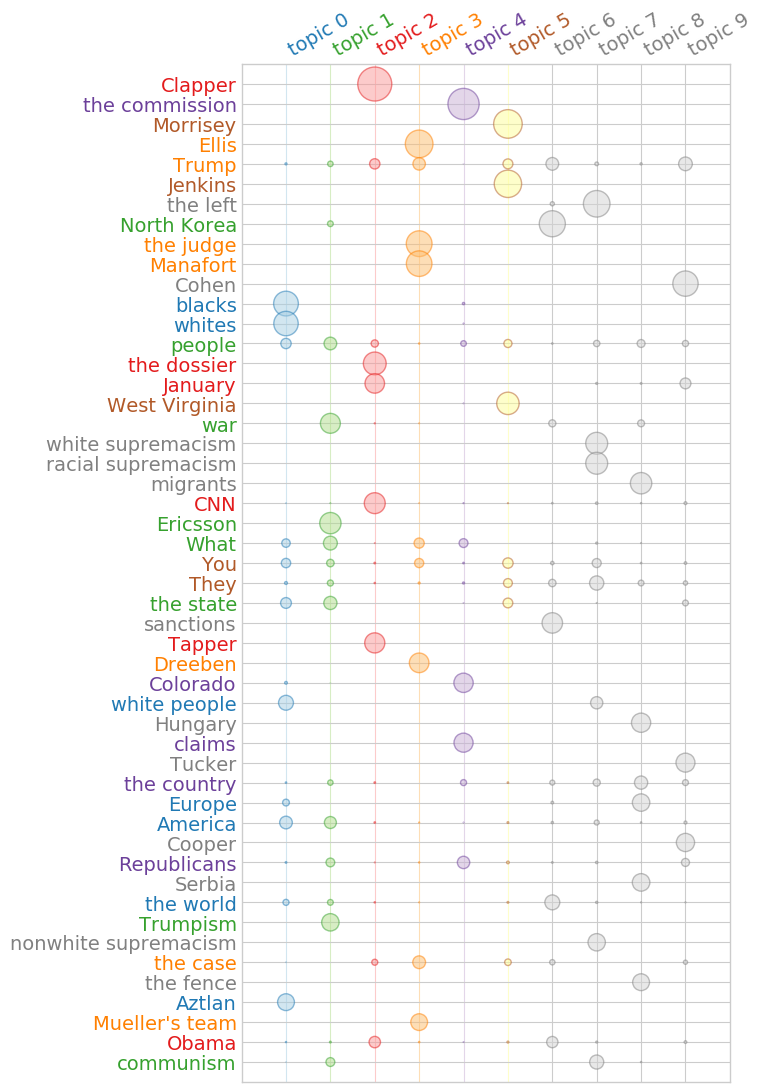 topic 0
topic 1
topic 2
topic 3
topic 4
topic 5
topic 6
topic 7
topic 8
topic 9
Clapper
the commission
Morrisey
Ellis
Trump
Jenkins
the left
North Korea
the judge
Manafort
Cohen
blacks
whites
people
the dossier
January
West Virginia
war
white supremacism
racial supremacism
migrants
CNN
Ericsson
What
You
They
the state
sanctions
Tapper
Dreeben
Colorado
white people
Hungary
claims
Tucker
the country
Europe
America
Cooper
Republicans
Serbia
the world
Trumpism
nonwhite supremacism
the case
the fence
Aztlan
Mueller's team
Obama
communism